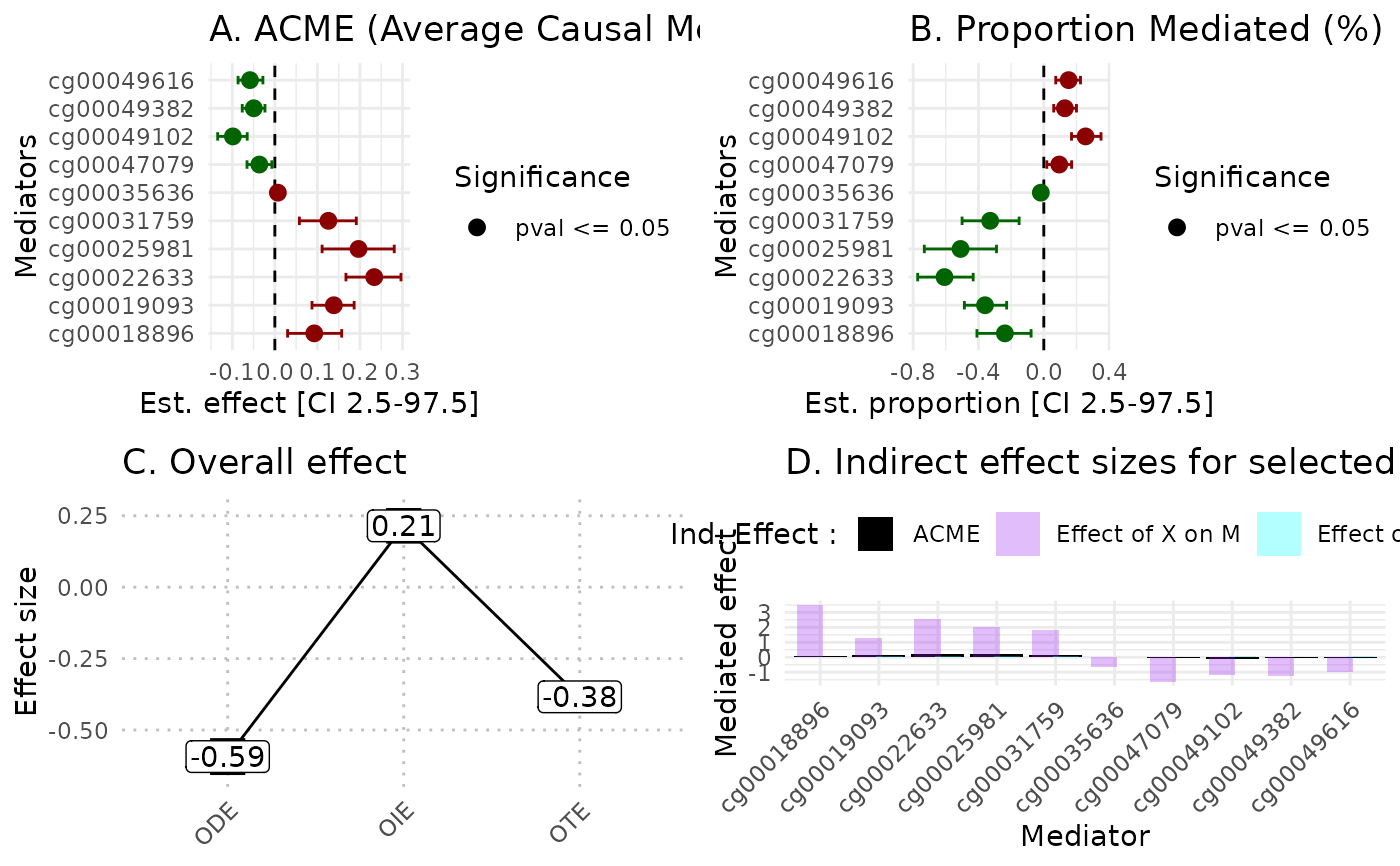 A. ACME (Average Causal Me
cg00049616
cg00049382
cg00049102
cg00047079
cg00035636
cg00031759
cg00025981
cg00022633
cg00019093
cg00018896
Mediators
-0.1 0.0 0.1 0.2 0.3
Est. effect [CI 2.5-97.5]
Significance
pval <= 0.05
B. Proportion Mediated (%)
cg00049616
cg00049382
cg00049102
cg00047079
cg00035636
cg00031759
cg00025981
cg00022633
cg00019093
cg00018896
Mediators
-0.8 -0.4 0.0 0.4
Est. proportion [CI 2.5-97.5]
Significance
pval <= 0.05
C. Overall effect
0.25
0.00
-0.25
-0.50
Effect size
-0.59
0.21
-0.38
ODE
OIE
OTE
D. Indirect effect sizes for selected
Ind. Effect : ACME Effect of X on M Effect o
Mediated effect
3
2
1
0
-1
cg00018896
cg00019093
cg00022633
cg00025981
cg00031759
cg00035636
cg00047079
cg00049102
cg00049382
cg00049616
Mediator